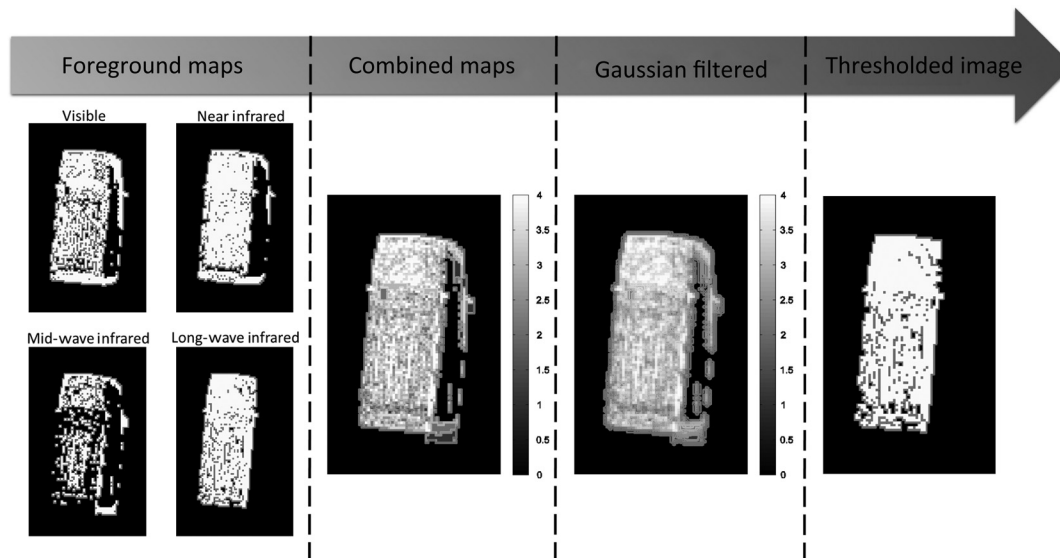 Foreground maps
Combined maps
Gaussian filtered
Thresholded image
Visible
Near infrared
Mid-wave infrared
Long-wave infrared
4
3.5
3
2.5
2
1.5
1
0.5
0
4
3.5
3
2.5
2
1.5
1
0.5
0